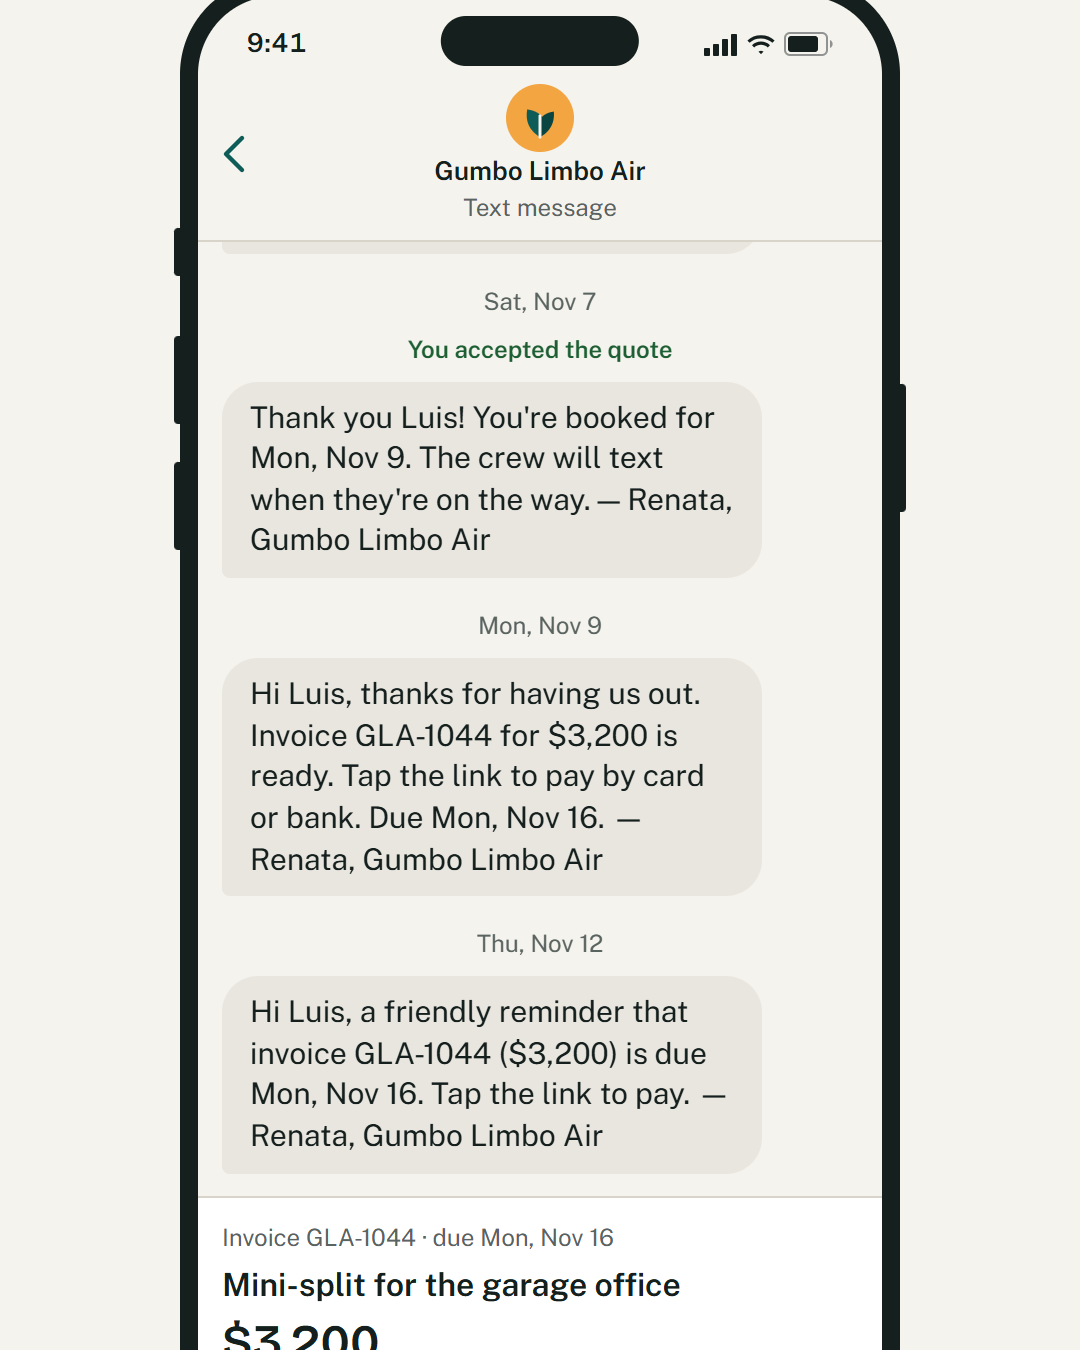 9:41
Gumbo Limbo Air
Text message
Sat, Nov 7
You accepted the quote
Thank you Luis! You're booked for
Mon, Nov 9. The crew will text
when they're on the way. — Renata,
Gumbo Limbo Air
Mon, Nov 9
Hi Luis, thanks for having us out.
Invoice GLA-1044 for $3,200 is
ready. Tap the link to pay by card
or bank. Due Mon, Nov 16. —
Renata, Gumbo Limbo Air
Thu, Nov 12
Hi Luis, a friendly reminder that
invoice GLA-1044 ($3,200) is due
Mon, Nov 16. Tap the link to pay. —
Renata, Gumbo Limbo Air
Invoice GLA-1044 · due Mon, Nov 16
Mini-split for the garage office
$3,200